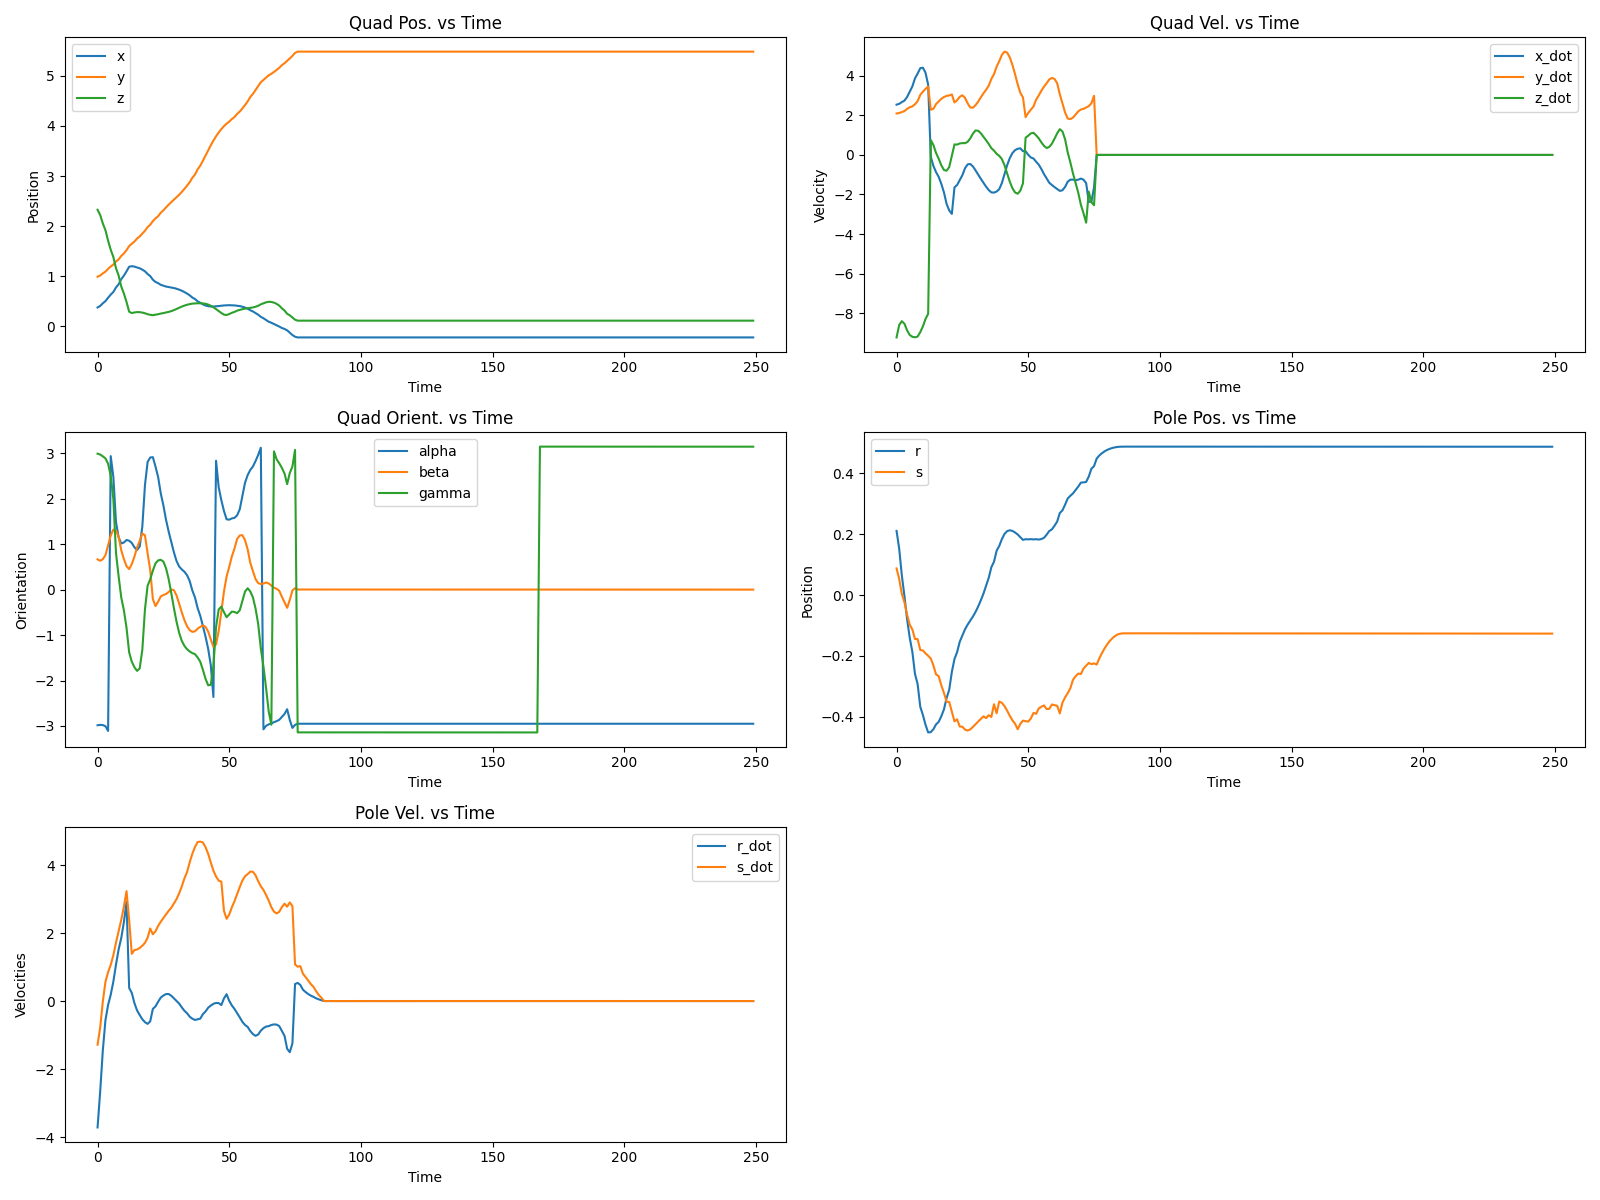 Quad Pos. vs Time
x
y
z
Position
5
4
3
2
1
0
0 50 100 150 200 250
Time
Quad Vel. vs Time
x_dot
y_dot
z_dot
Velocity
4
2
0
−2
−4
−6
−8
0 50 100 150 200 250
Time
Quad Orient. vs Time
alpha
beta
gamma
Orientation
3
2
1
0
−1
−2
−3
0 50 100 150 200 250
Time
Pole Pos. vs Time
r
s
Position
0.4
0.2
0.0
−0.2
−0.4
0 50 100 150 200 250
Time
Pole Vel. vs Time
r_dot
s_dot
Velocities
4
2
0
−2
−4
0 50 100 150 200 250
Time